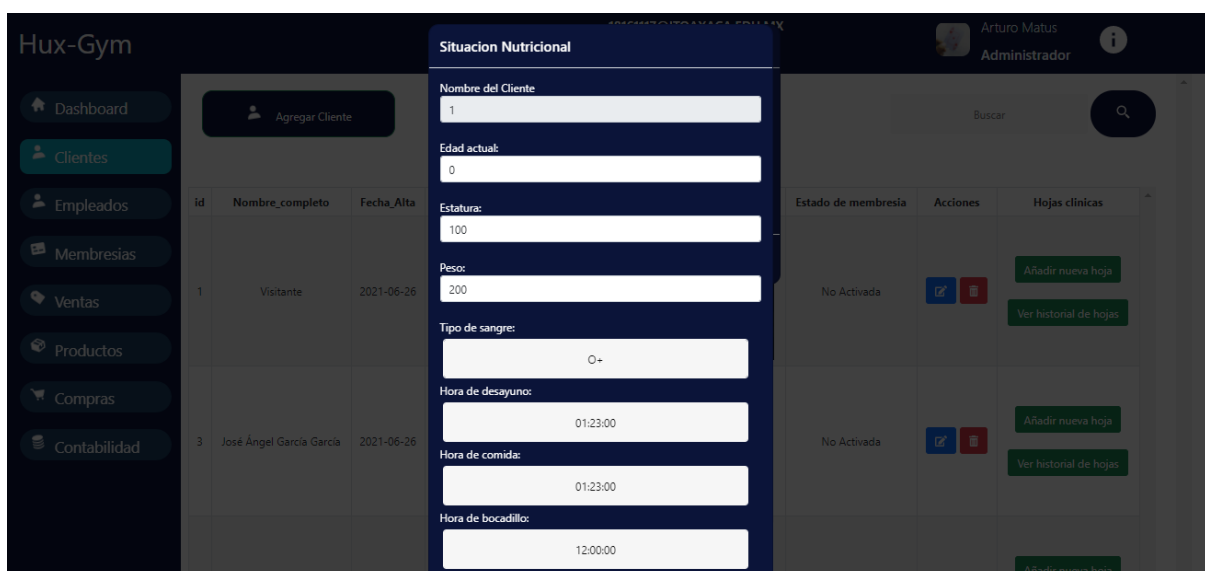 Hux-Gym
Arturo Matus
Administrador
Dashboard
Clientes
Empleados
Membresias
Ventas
Productos
Compras
Contabilidad
Agregar Cliente
Buscar
id Nombre_completo Fecha_Alta Estado de membresia Acciones Hojas clinicas
1 Visitante 2021-06-26 No Activada
Añadir nueva hoja
Ver historial de hojas
3 José Ángel García García 2021-06-26 No Activada
Añadir nueva hoja
Ver historial de hojas
Añadir nueva hoja
Situacion Nutricional
Nombre del Cliente
1
Edad actual:
0
Estatura:
100
Peso:
200
Tipo de sangre:
O+
Hora de desayuno:
01:23:00
Hora de comida:
01:23:00
Hora de bocadillo:
12:00:00